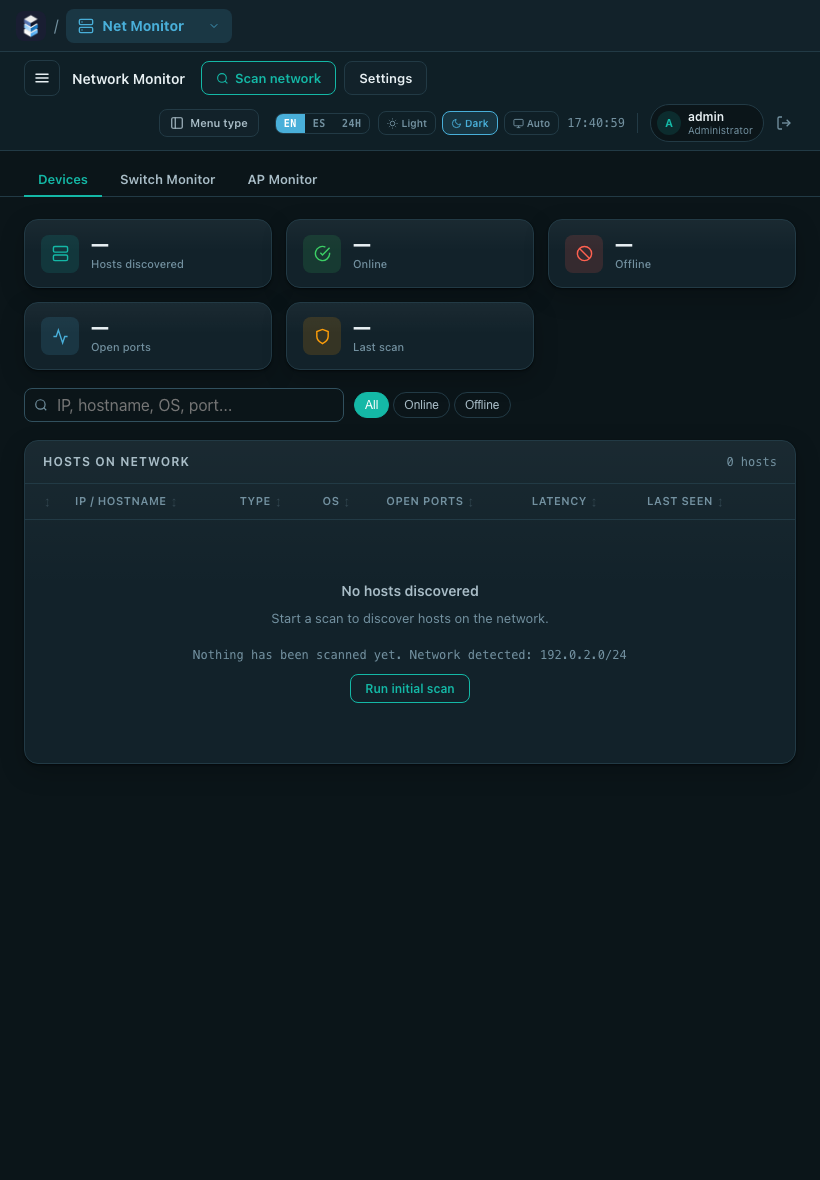 / Net Monitor
Network Monitor Scan network Settings
Menu type EN ES 24H Light Dark Auto 17:40:59 A admin
Administrator
Devices Switch Monitor AP Monitor
—
Hosts discovered
—
Online
—
Offline
—
Open ports
—
Last scan
IP, hostname, OS, port... All Online Offline
HOSTS ON NETWORK 0 hosts
IP / HOSTNAME TYPE OS OPEN PORTS LATENCY LAST SEEN
No hosts discovered
Start a scan to discover hosts on the network.
Nothing has been scanned yet. Network detected: 192.0.2.0/24
Run initial scan